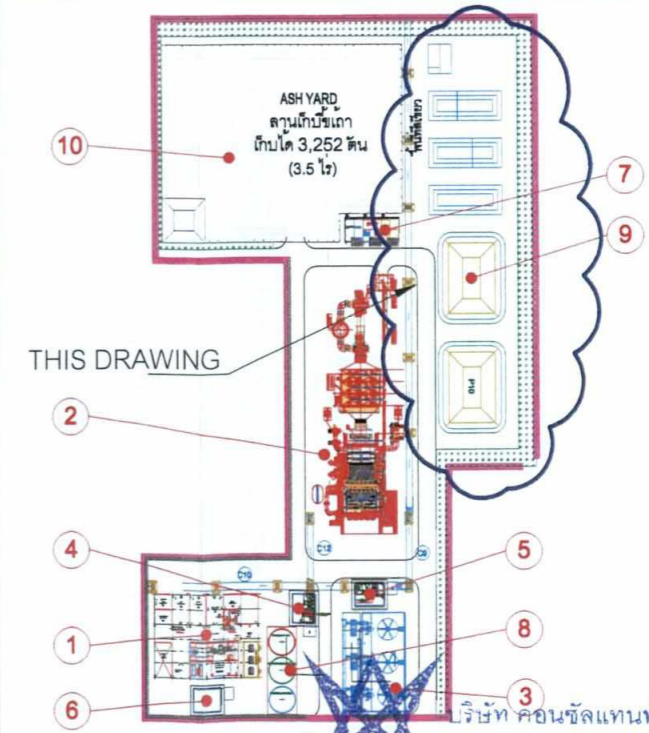 ASH YARD
ลานเก็บขี้เถ้า
เก็บได้ 3,252 ตัน
(3.5 ไร่)
10
7
9
THIS DRAWING
P10
2
4
C12
C9
C10
5
1
8
6
3
บริษัท คอนซัลแทนท